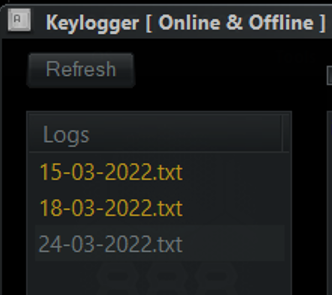 Keylogger [ Online & Offline ]
Refresh
Logs
15-03-2022.txt
18-03-2022.txt
24-03-2022.txt